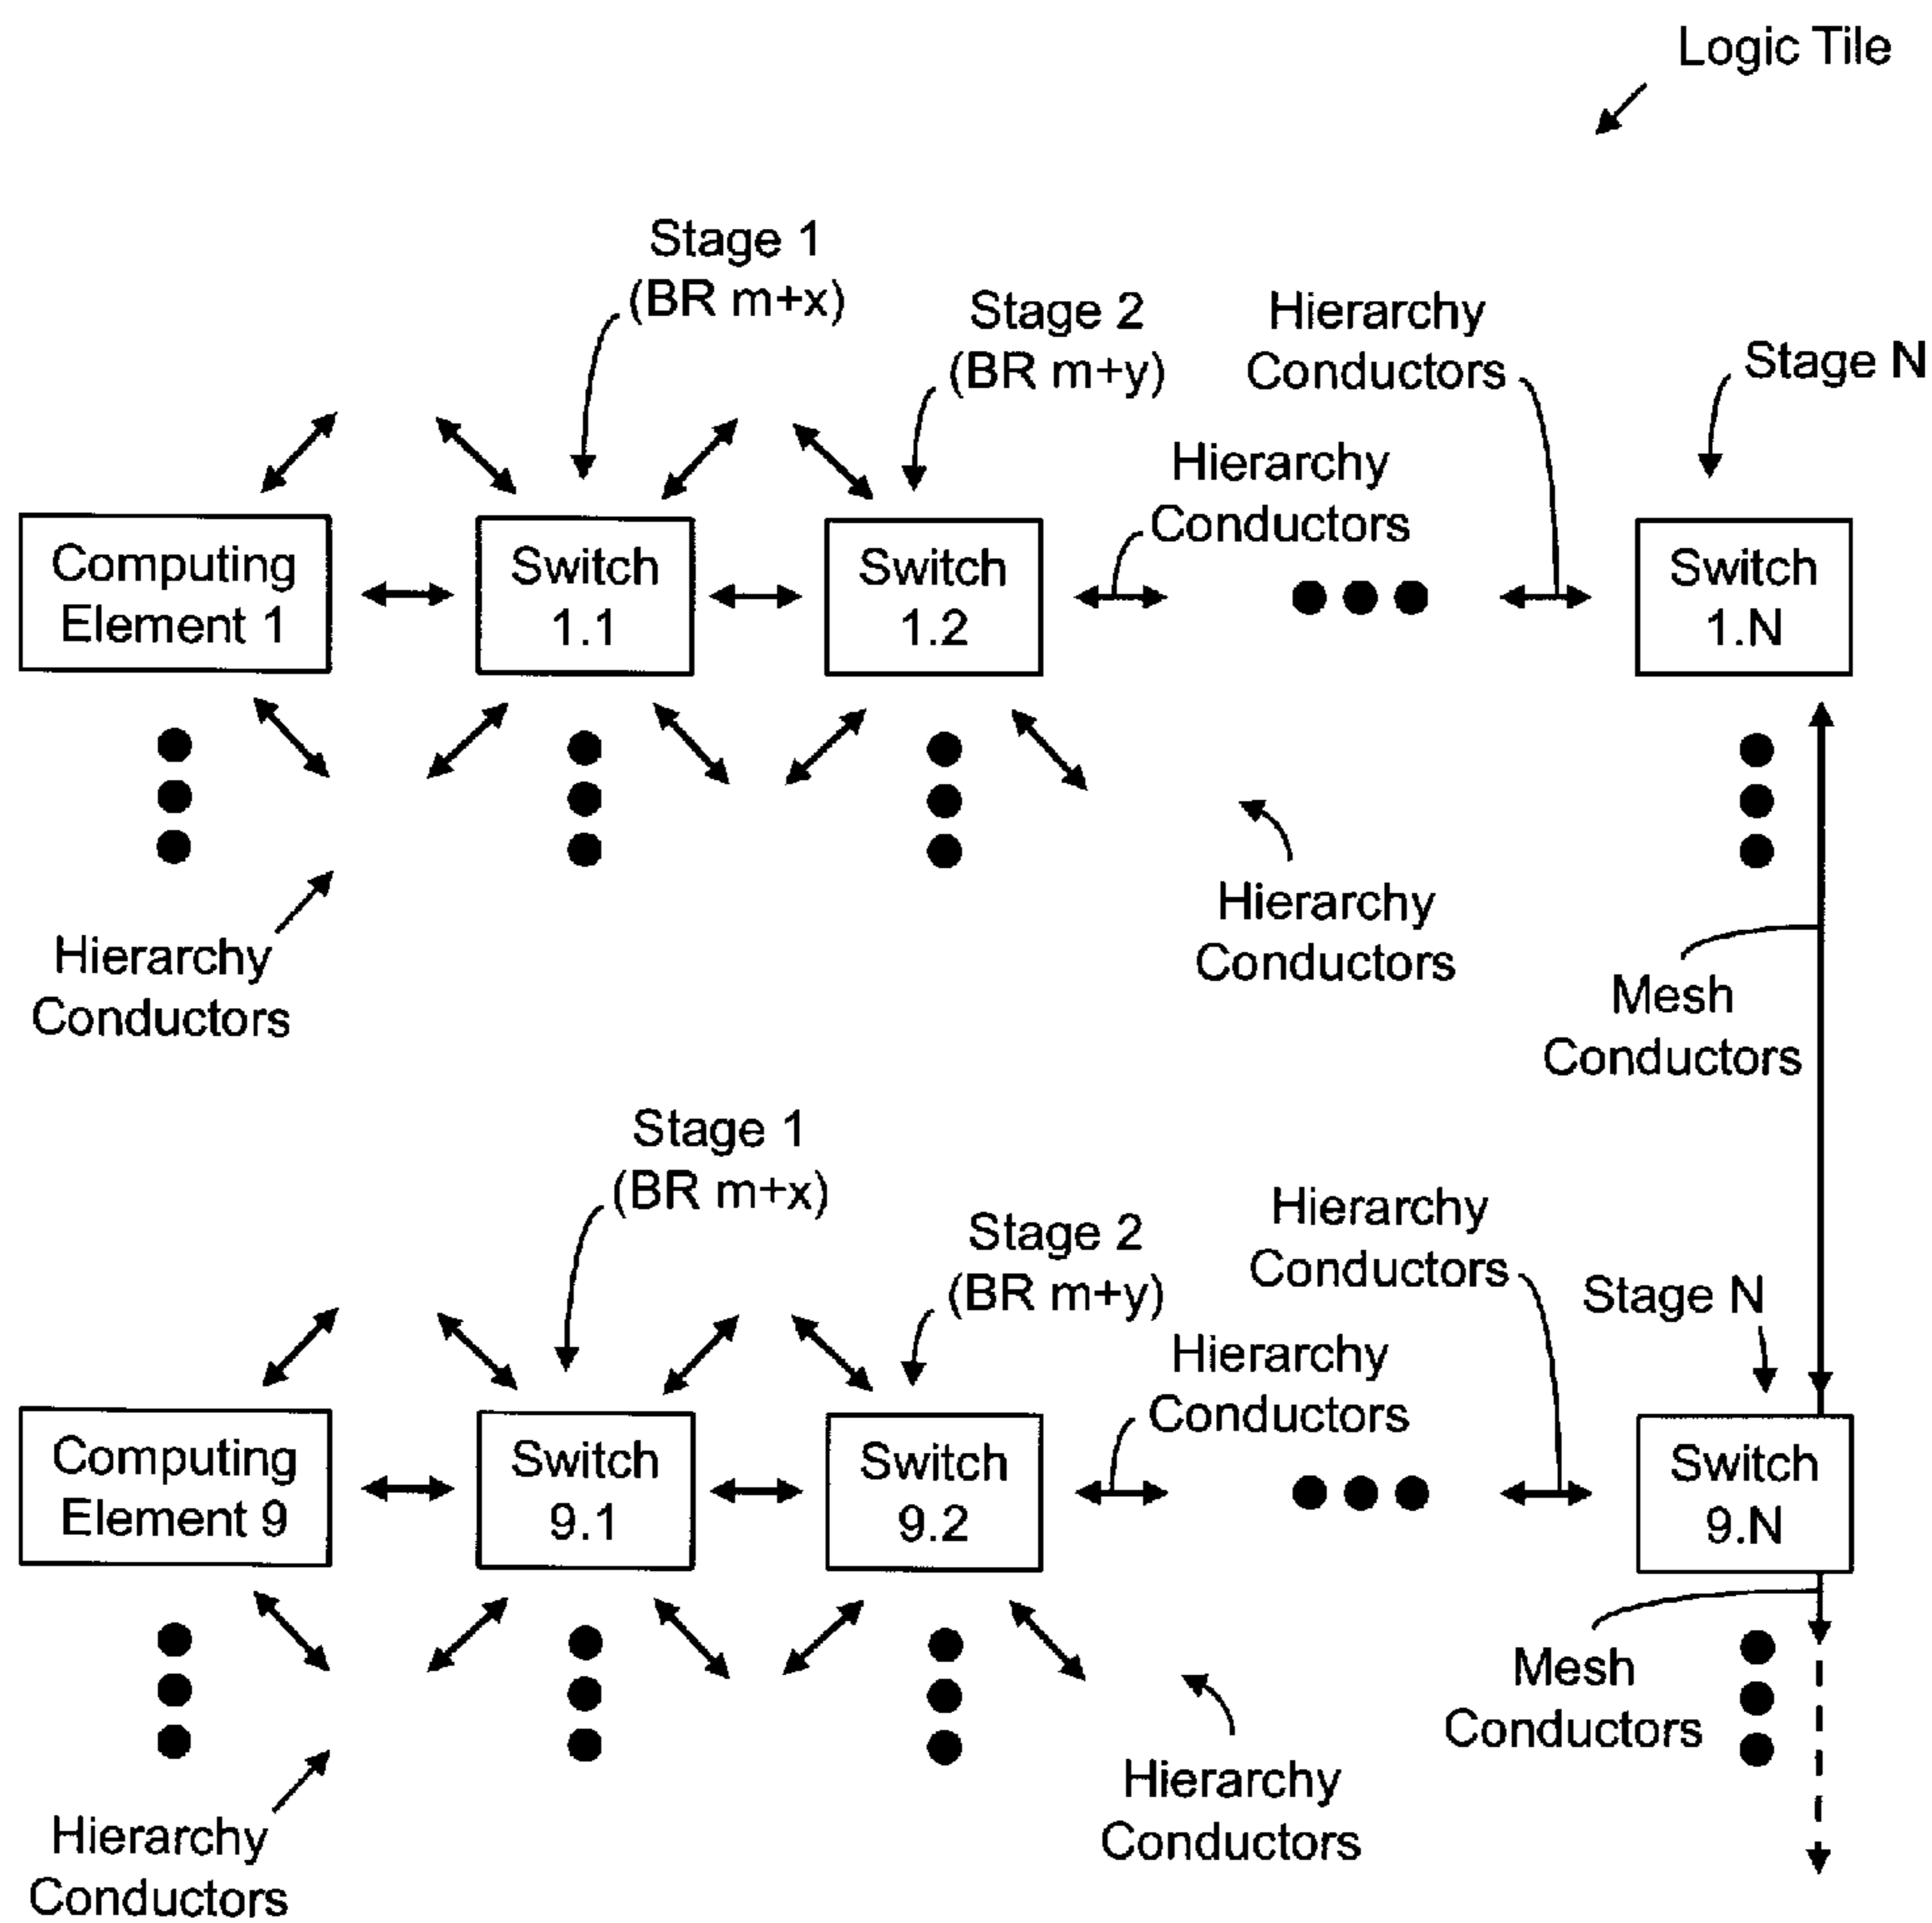 Logic Tile
Stage 1
(BR m+x)
Stage 2
(BR m+y)
Hierarchy
Conductors
Stage N
Hierarchy
Conductors
Computing
Element 1
Switch
1.1
Switch
1.2
Switch
1.N
Hierarchy
Conductors
Hierarchy
Conductors
Mesh
Conductors
Stage 1
(BR m+x)
Stage 2
(BR m+y)
Hierarchy
Conductors
Stage N
Hierarchy
Conductors
Computing
Element 9
Switch
9.1
Switch
9.2
Switch
9.N
Mesh
Conductors
Hierarchy
Conductors
Hierarchy
Conductors